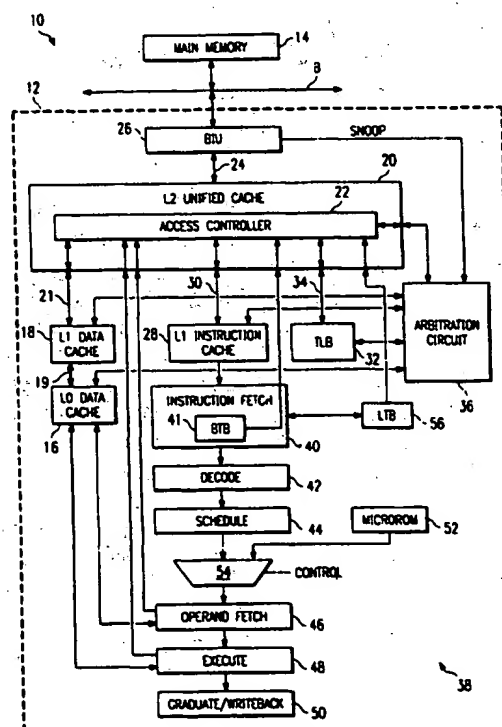 10
MAIN MEMORY
14
B
12
26
BIU
SNOOP
24
20
L2 UNIFIED CACHE
22
ACCESS CONTROLLER
21
30
34
18
L1 DATA CACHE
28
L1 INSTRUCTION CACHE
TLB
32
ARBITRATION CIRCUIT
36
19
16
L0 DATA CACHE
INSTRUCTION FETCH
41
BTB
40
LTB
56
DECODE
42
SCHEDULE
44
MICROROM
52
54
CONTROL
OPERAND FETCH
46
EXECUTE
48
38
GRADUATE/WRITEBACK
50